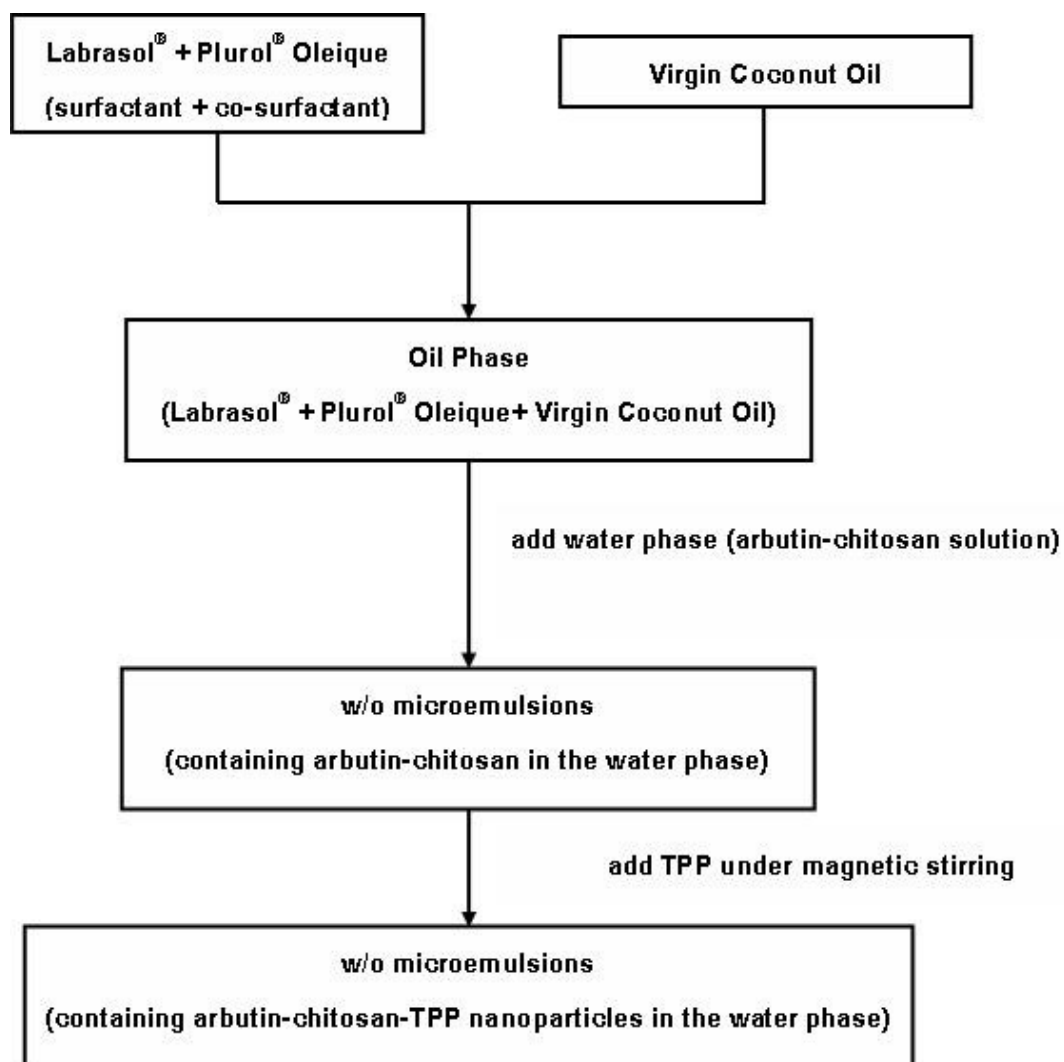 Labrasol® + Plurol® Oleique
(surfactant + co-surfactant)
Virgin Coconut Oil
Oil Phase
(Labrasol® + Plurol® Oleique+ Virgin Coconut Oil)
add water phase (arbutin-chitosan solution)
w/o microemulsions
(containing arbutin-chitosan in the water phase)
add TPP under magnetic stirring
w/o microemulsions
(containing arbutin-chitosan-TPP nanoparticles in the water phase)